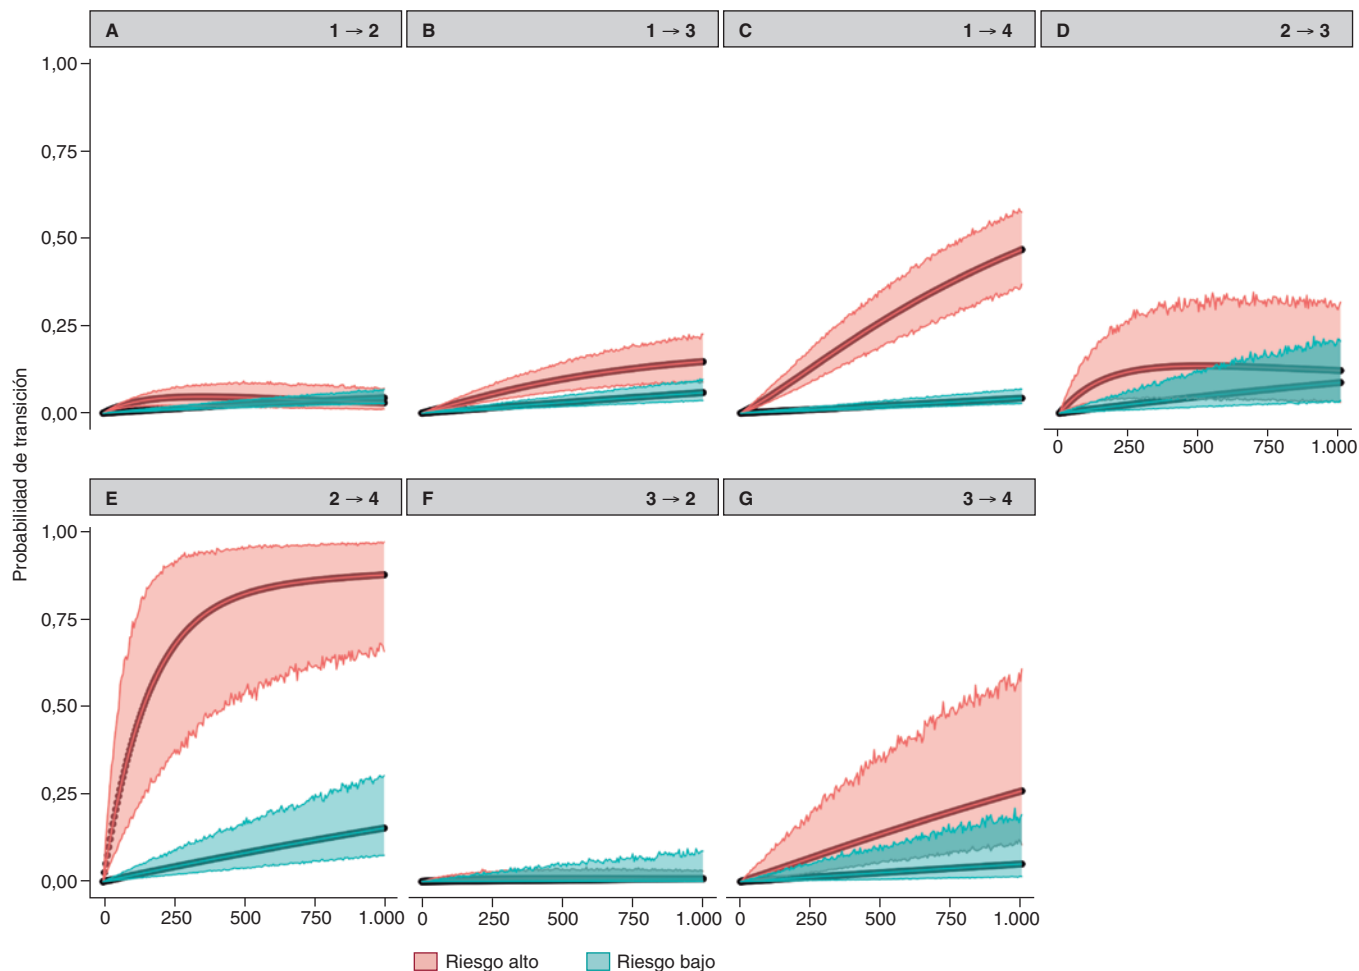 A 1 → 2
B 1 → 3
C 1 → 4
D 2 → 3
1,00
0,75
0,50
0,25
0,00
0 250 500 750 1.000
E 2 → 4
F 3 → 2
G 3 → 4
1,00
0,75
0,50
0,25
0,00
0 250 500 750 1.000
0 250 500 750 1.000
0 250 500 750 1.000
Probabilidad de transición
Riesgo alto
Riesgo bajo